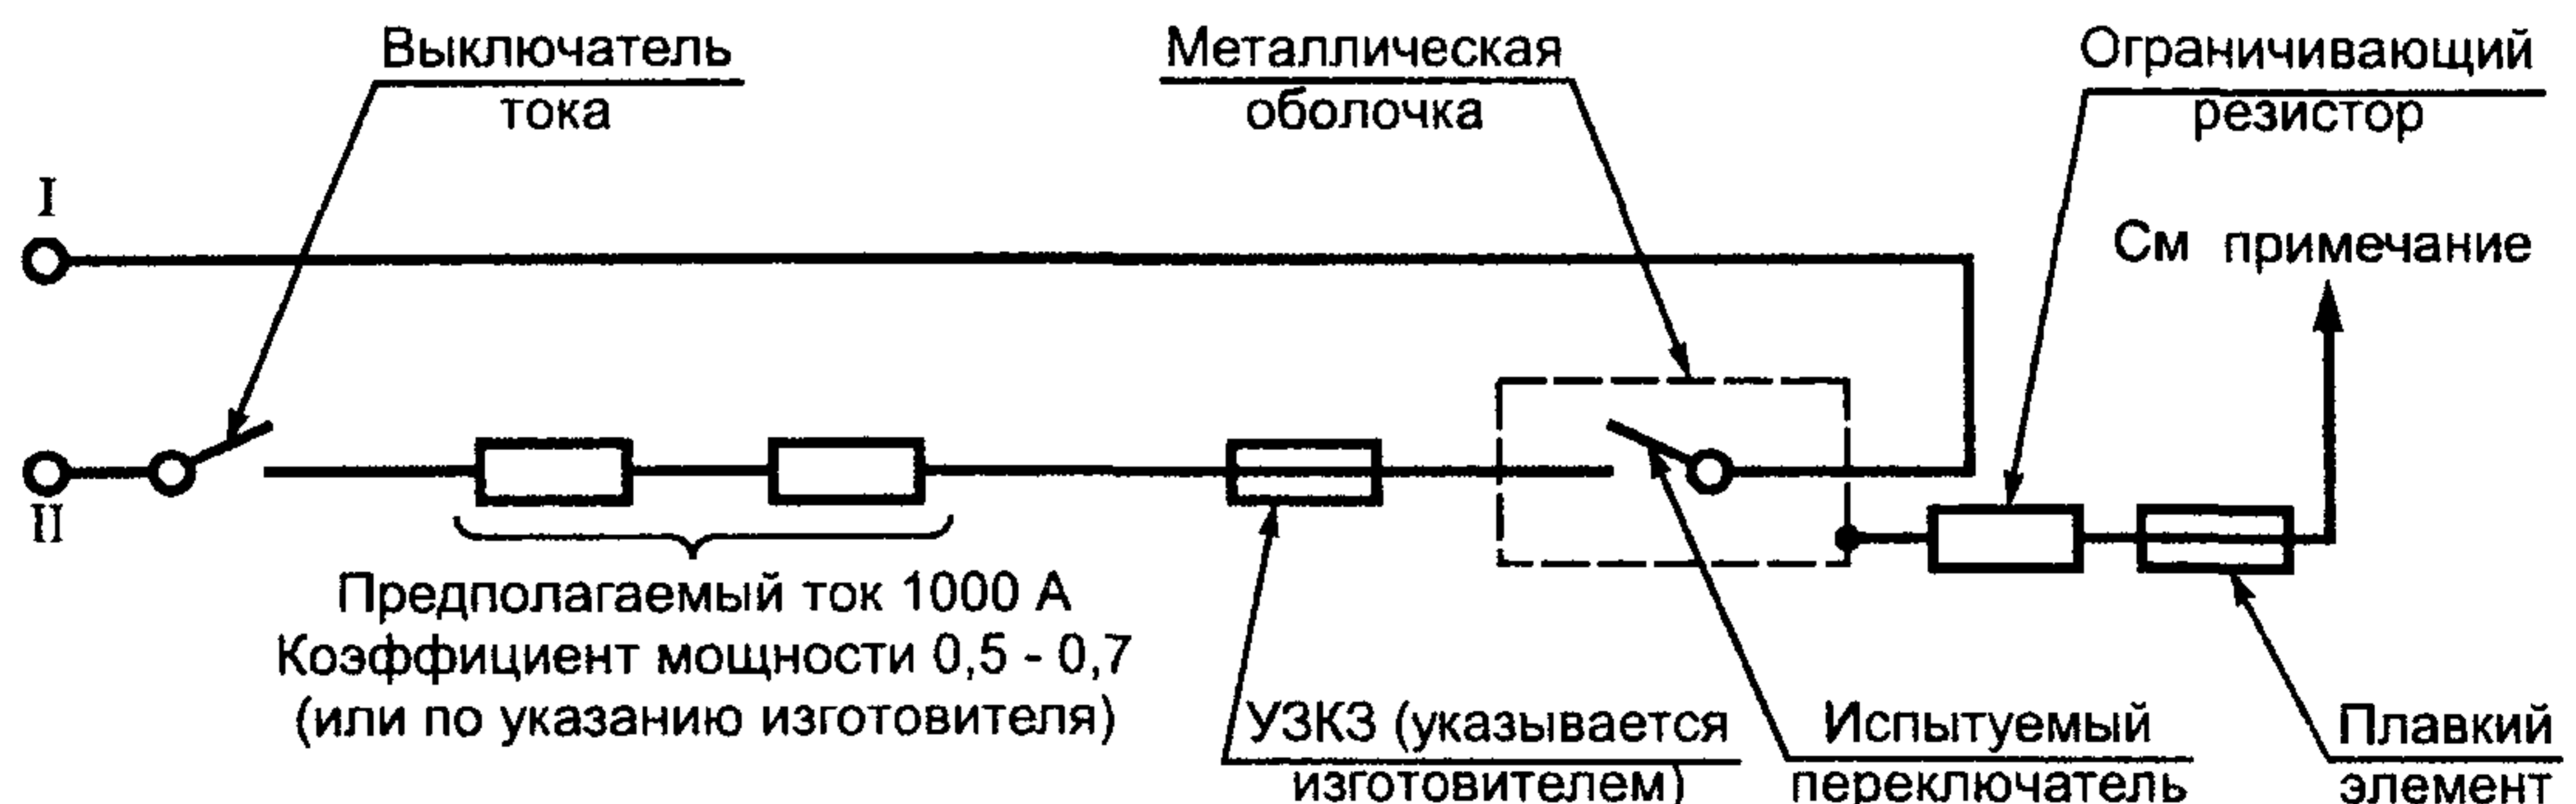 Выключатель
тока
Металлическая
оболочка
Ограничивающий
резистор
I
См примечание
II
Предполагаемый ток 1000 А
Коэффициент мощности 0,5 - 0,7
(или по указанию изготовителя)
УЗКЗ (указывается
изготовителем)
Испытуемый
переключатель
Плавкий
элемент